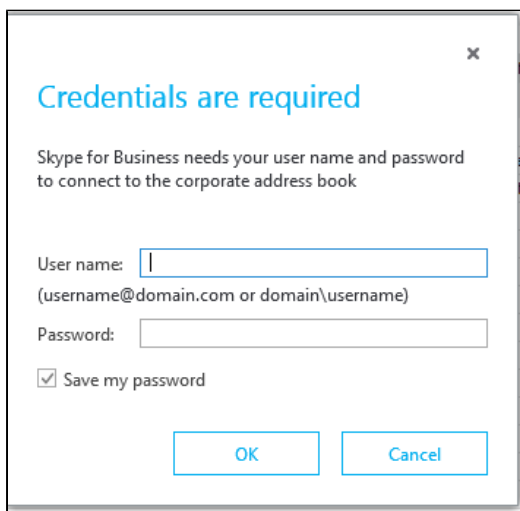 Credentials are required
Skype for Business needs your user name and password
to connect to the corporate address book
User name:
(username@domain.com or domain\username)
Password:
Save my password
OK Cancel